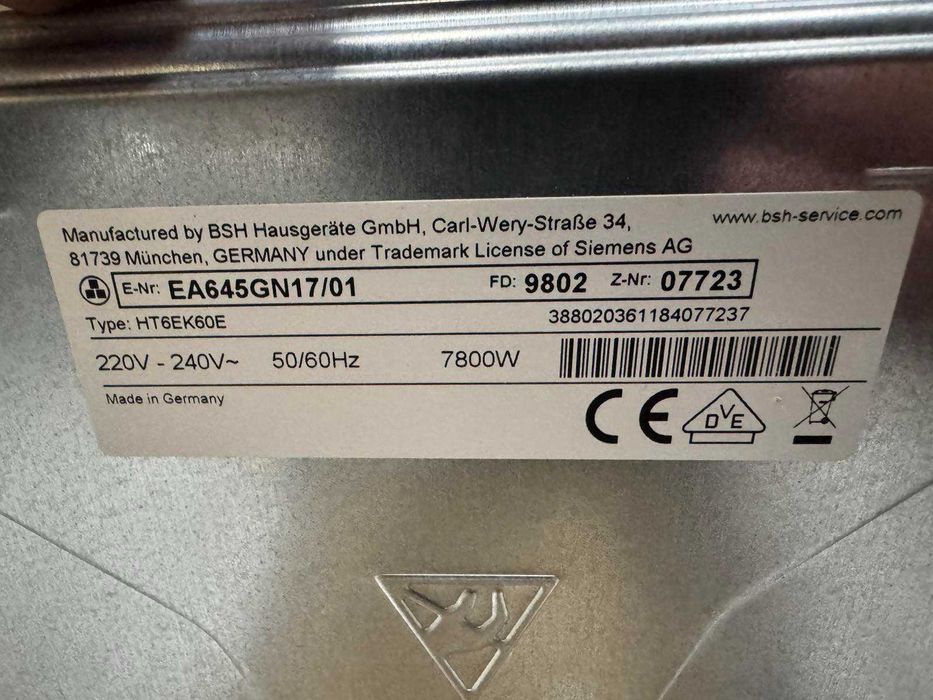 Manufactured by BSH Hausgeräte GmbH, Carl-Wery-Straße 34,
www.bsh-service.com
81739 München, GERMANY under Trademark License of Siemens AG
E-Nr: EA645GN17/01 FD: 9802 Z-Nr: 07723
Type: HT6EK60E 388020361184077237
220V - 240V~ 50/60Hz 7800W
Made in Germany
CE
DVE